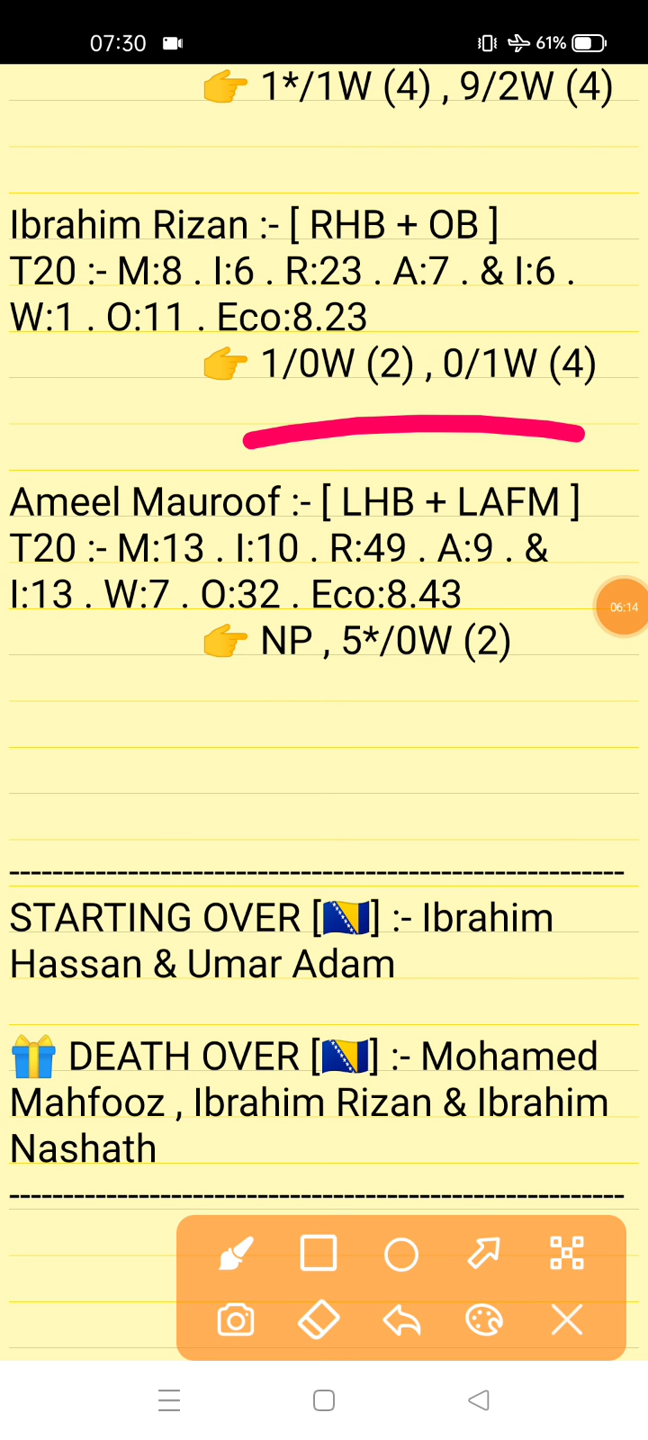 07:30 61%
👉 1*/1W (4) , 9/2W (4)
Ibrahim Rizan :- [ RHB + OB ]
T20 :- M:8 . I:6 . R:23 . A:7 . & I:6 .
W:1 . O:11 . Eco:8.23
👉 1/0W (2) , 0/1W (4)
Ameel Mauroof :- [ LHB + LAFM ]
T20 :- M:13 . I:10 . R:49 . A:9 . &
I:13 . W:7 . O:32 . Eco:8.43
06:14
👉 NP , 5*/0W (2)
---------------------------------------------------------
STARTING OVER [🇧🇦] :- Ibrahim
Hassan & Umar Adam
🎁 DEATH OVER [🇧🇦] :- Mohamed
Mahfooz , Ibrahim Rizan & Ibrahim
Nashath
---------------------------------------------------------